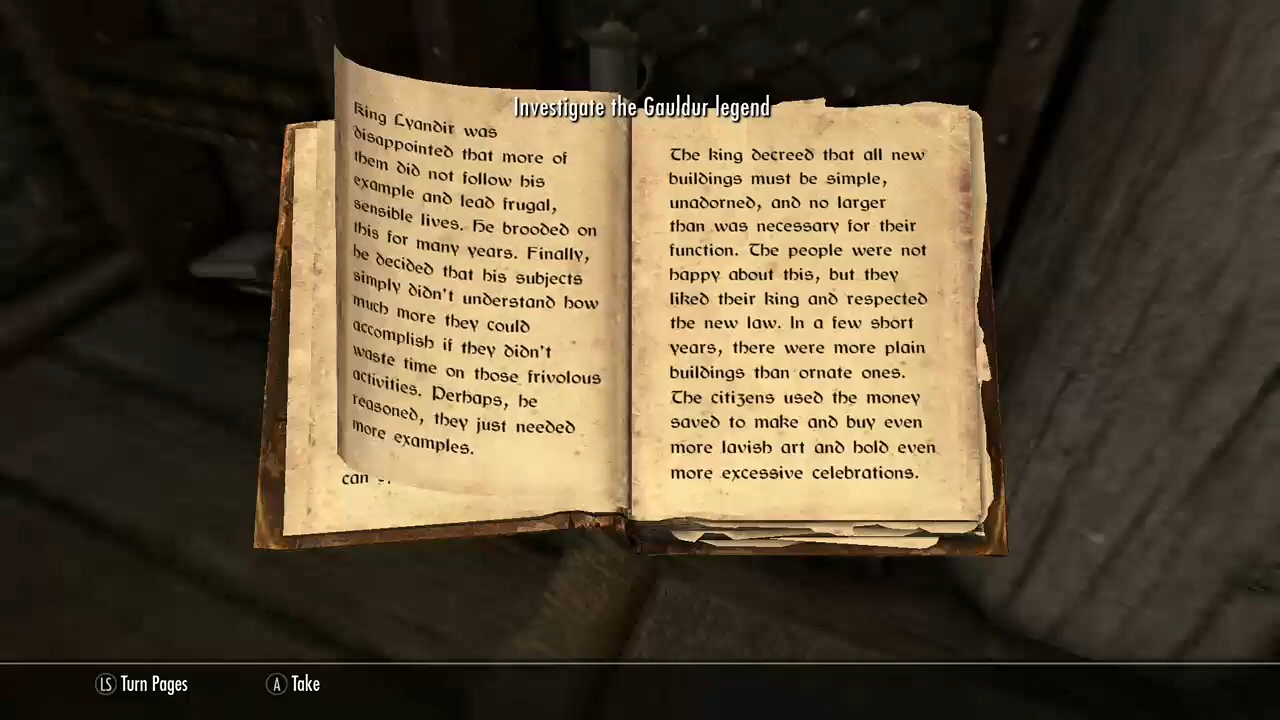 Investigate the Gauldur legend
King Lyandir was
disappointed that more of
them did not follow his
example and lead frugal,
sensible lives. He brooded on
this for many years. Finally,
he decided that his subjects
simply didn't understand how
much more they could
accomplish if they didn't
waste time on those frivolous
activities. Perhaps, he
reasoned, they just needed
more examples.
can
The king decreed that all new
buildings must be simple,
unadorned, and no larger
than was necessary for their
function. The people were not
happy about this, but they
liked their king and respected
the new law. In a few short
years, there were more plain
buildings than ornate ones.
The citizens used the money
saved to make and buy even
more lavish art and hold even
more excessive celebrations.
LS Turn Pages
A Take